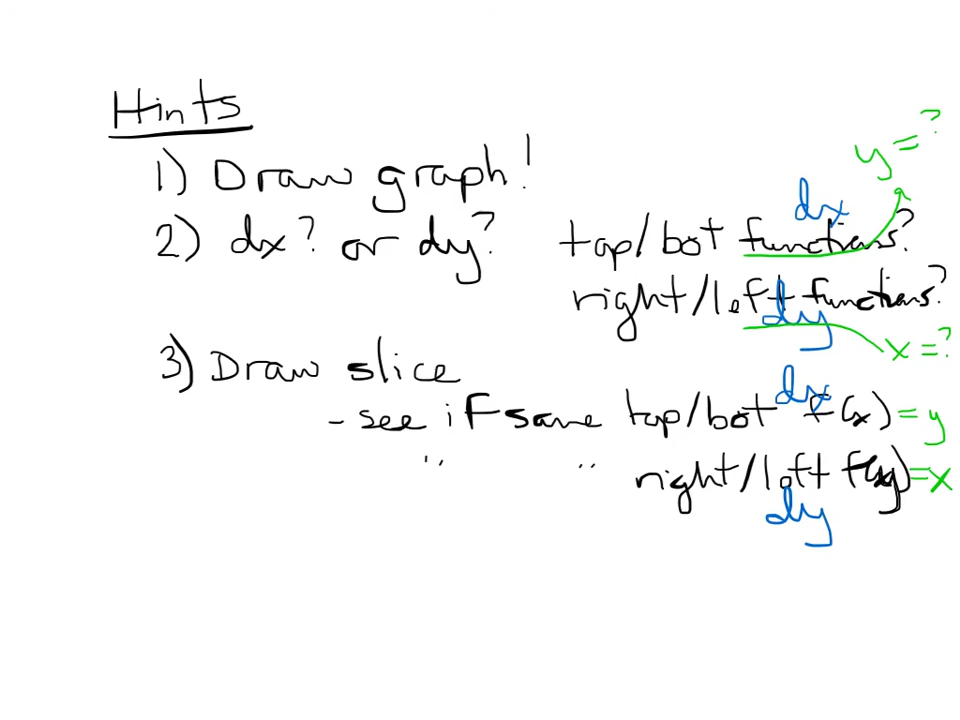 Hints
y = ?
1) Draw graph!
dx
2) dx? or dy? top/bot functions?
right/left functions?
dy
x = ?
3) Draw slice
dx
- see if same top/bot f(x) = y
" " right/left f(y) = x
dy